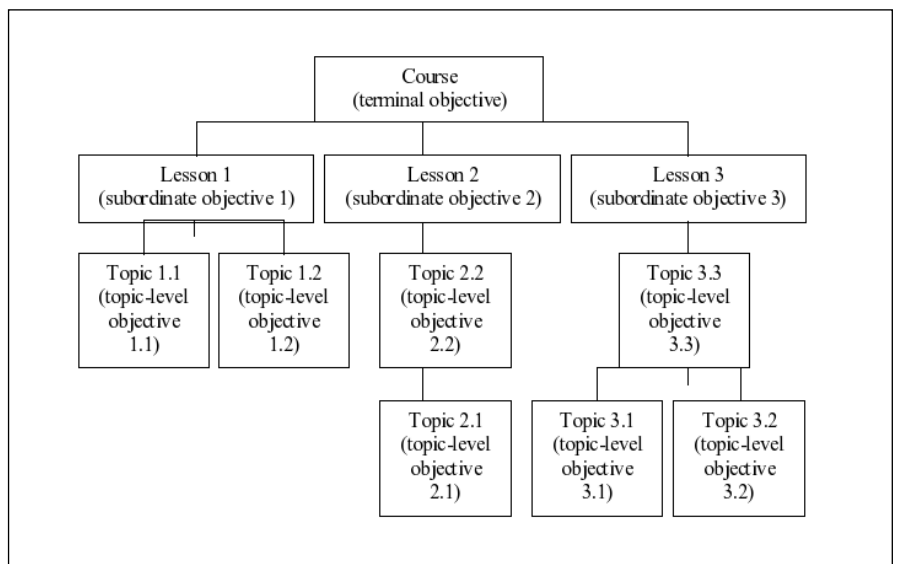 Course
(terminal objective)
Lesson 1
(subordinate objective 1)
Lesson 2
(subordinate objective 2)
Lesson 3
(subordinate objective 3)
Topic 1.1
(topic-level
objective
1.1)
Topic 1.2
(topic-level
objective
1.2)
Topic 2.2
(topic-level
objective
2.2)
Topic 3.3
(topic-level
objective
3.3)
Topic 2.1
(topic-level
objective
2.1)
Topic 3.1
(topic-level
objective
3.1)
Topic 3.2
(topic-level
objective
3.2)